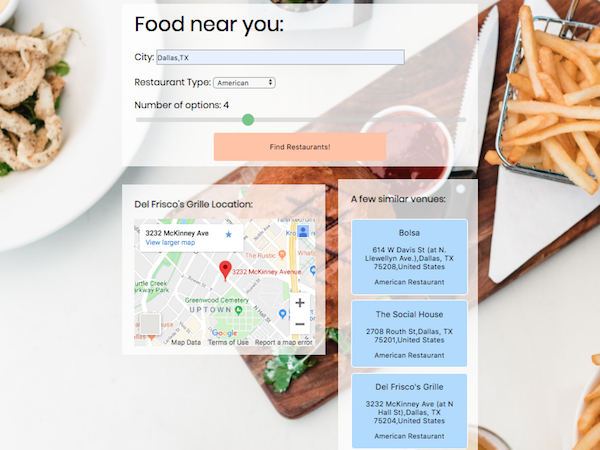 Food near you:
City: Dallas,TX
Restaurant Type: American
Number of options: 4
Find Restaurants!
Del Frisco's Grille Location:
3232 McKinney Ave
View larger map
The Rustic
3232 McKinney Avenue
Turtle Creek
Greenwood Cemetery
UPTOWN
N Hall St
Google
Map Data Terms of Use Report a map error
A few similar venues:
Bolsa
614 W Davis St (at N.
Llewellyn Ave.),Dallas, TX
75208,United States
American Restaurant
The Social House
2708 Routh St,Dallas, TX
75201,United States
American Restaurant
Del Frisco's Grille
3232 McKinney Ave (at N
Hall St),Dallas, TX
75204,United States
American Restaurant